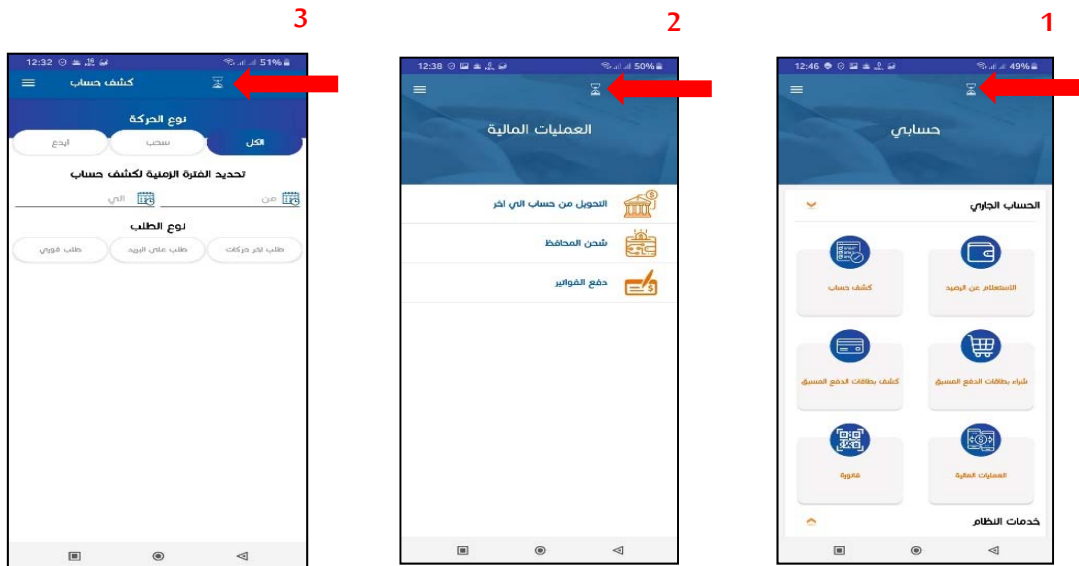 1
12:46 49%
حسابي
الحساب الجاري
الاستعلام عن الرصيد
كشف حساب
شراء بطاقات الدفع المسبق
كشف بطاقات الدفع المسبق
العمليات المالية
فاتورة
خدمات النظام
2
12:38 50%
العمليات المالية
التحويل من حساب الي اخر
شحن المحافظ
دفع الفواتير
3
12:32 51%
كشف حساب
نوع الحركة
الكل سحب ايدع
تحديد الفترة الزمنية لكشف حساب
من الي
نوع الطلب
طلب اخر حركات طلب على البريد طلب فوري